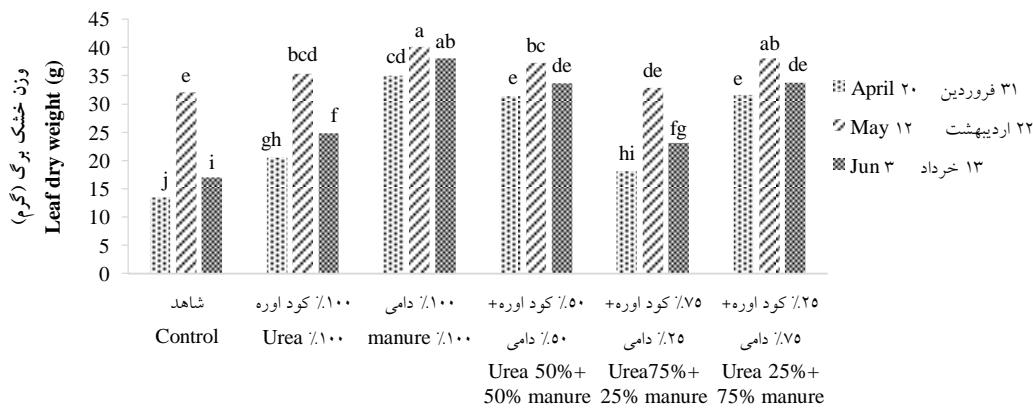 وزن خشک برگ (گرم)
Leaf dry weight (g)
45
40
35
30
25
20
15
10
5
0
j
e
i
gh
bcd
f
cd
a
ab
e
bc
de
hi
de
fg
e
ab
de
April ۲۰ ۳۱ فروردین
May ۱۲ ۲۲ اردیبهشت
Jun ۳ ۱۳ خرداد
شاهد
Control
۱۰۰٪ کود اوره
Urea ٪۱۰۰
۱۰۰٪ دامی
manure ٪۱۰۰
۵۰٪ کود اوره+
۵۰٪ دامی
Urea 50%+
50% manure
۷۵٪ کود اوره+
۲۵٪ دامی
Urea75%+
25% manure
۲۵٪ کود اوره+
۷۵٪ دامی
Urea 25%+
75% manure